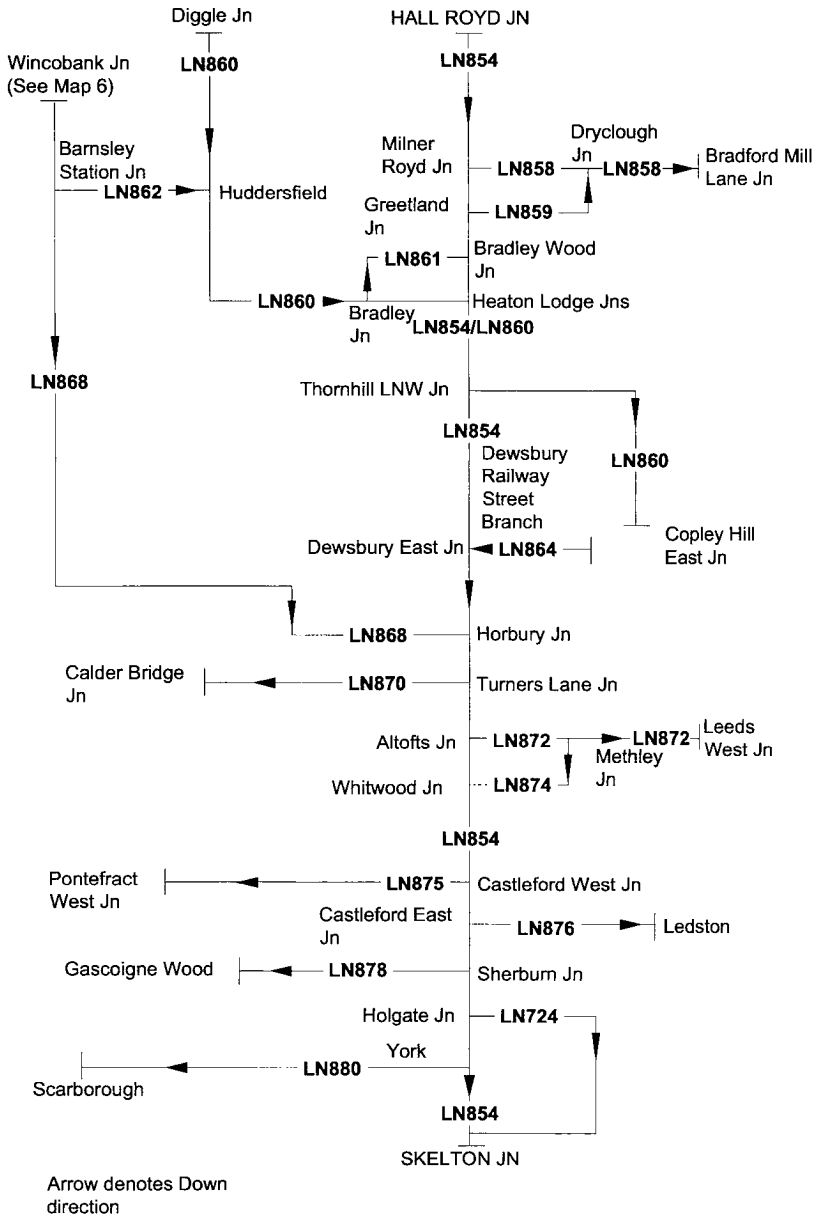 Diggle Jn
HALL ROYD JN
Wincobank Jn
(See Map 6)
LN860
LN854
Barnsley
Station Jn
LN862
Huddersfield
Milner
Royd Jn
LN858
Dryclough
Jn
LN858
Bradford Mill
Lane Jn
Greetland
Jn
LN859
LN861
Bradley Wood
Jn
LN860
Bradley
Jn
Heaton Lodge Jns
LN854/LN860
LN868
Thornhill LNW Jn
LN854
LN860
Dewsbury
Railway
Street
Branch
Dewsbury East Jn
LN864
Copley Hill
East Jn
LN868
Horbury Jn
Calder Bridge
Jn
LN870
Turners Lane Jn
Altofts Jn
LN872
LN872
Leeds
West Jn
Methley
Jn
Whitwood Jn
LN874
LN854
Pontefract
West Jn
LN875
Castleford West Jn
Castleford East
Jn
LN876
Ledston
Gascoigne Wood
LN878
Sherburn Jn
Holgate Jn
LN724
York
LN880
Scarborough
LN854
SKELTON JN
Arrow denotes Down
direction